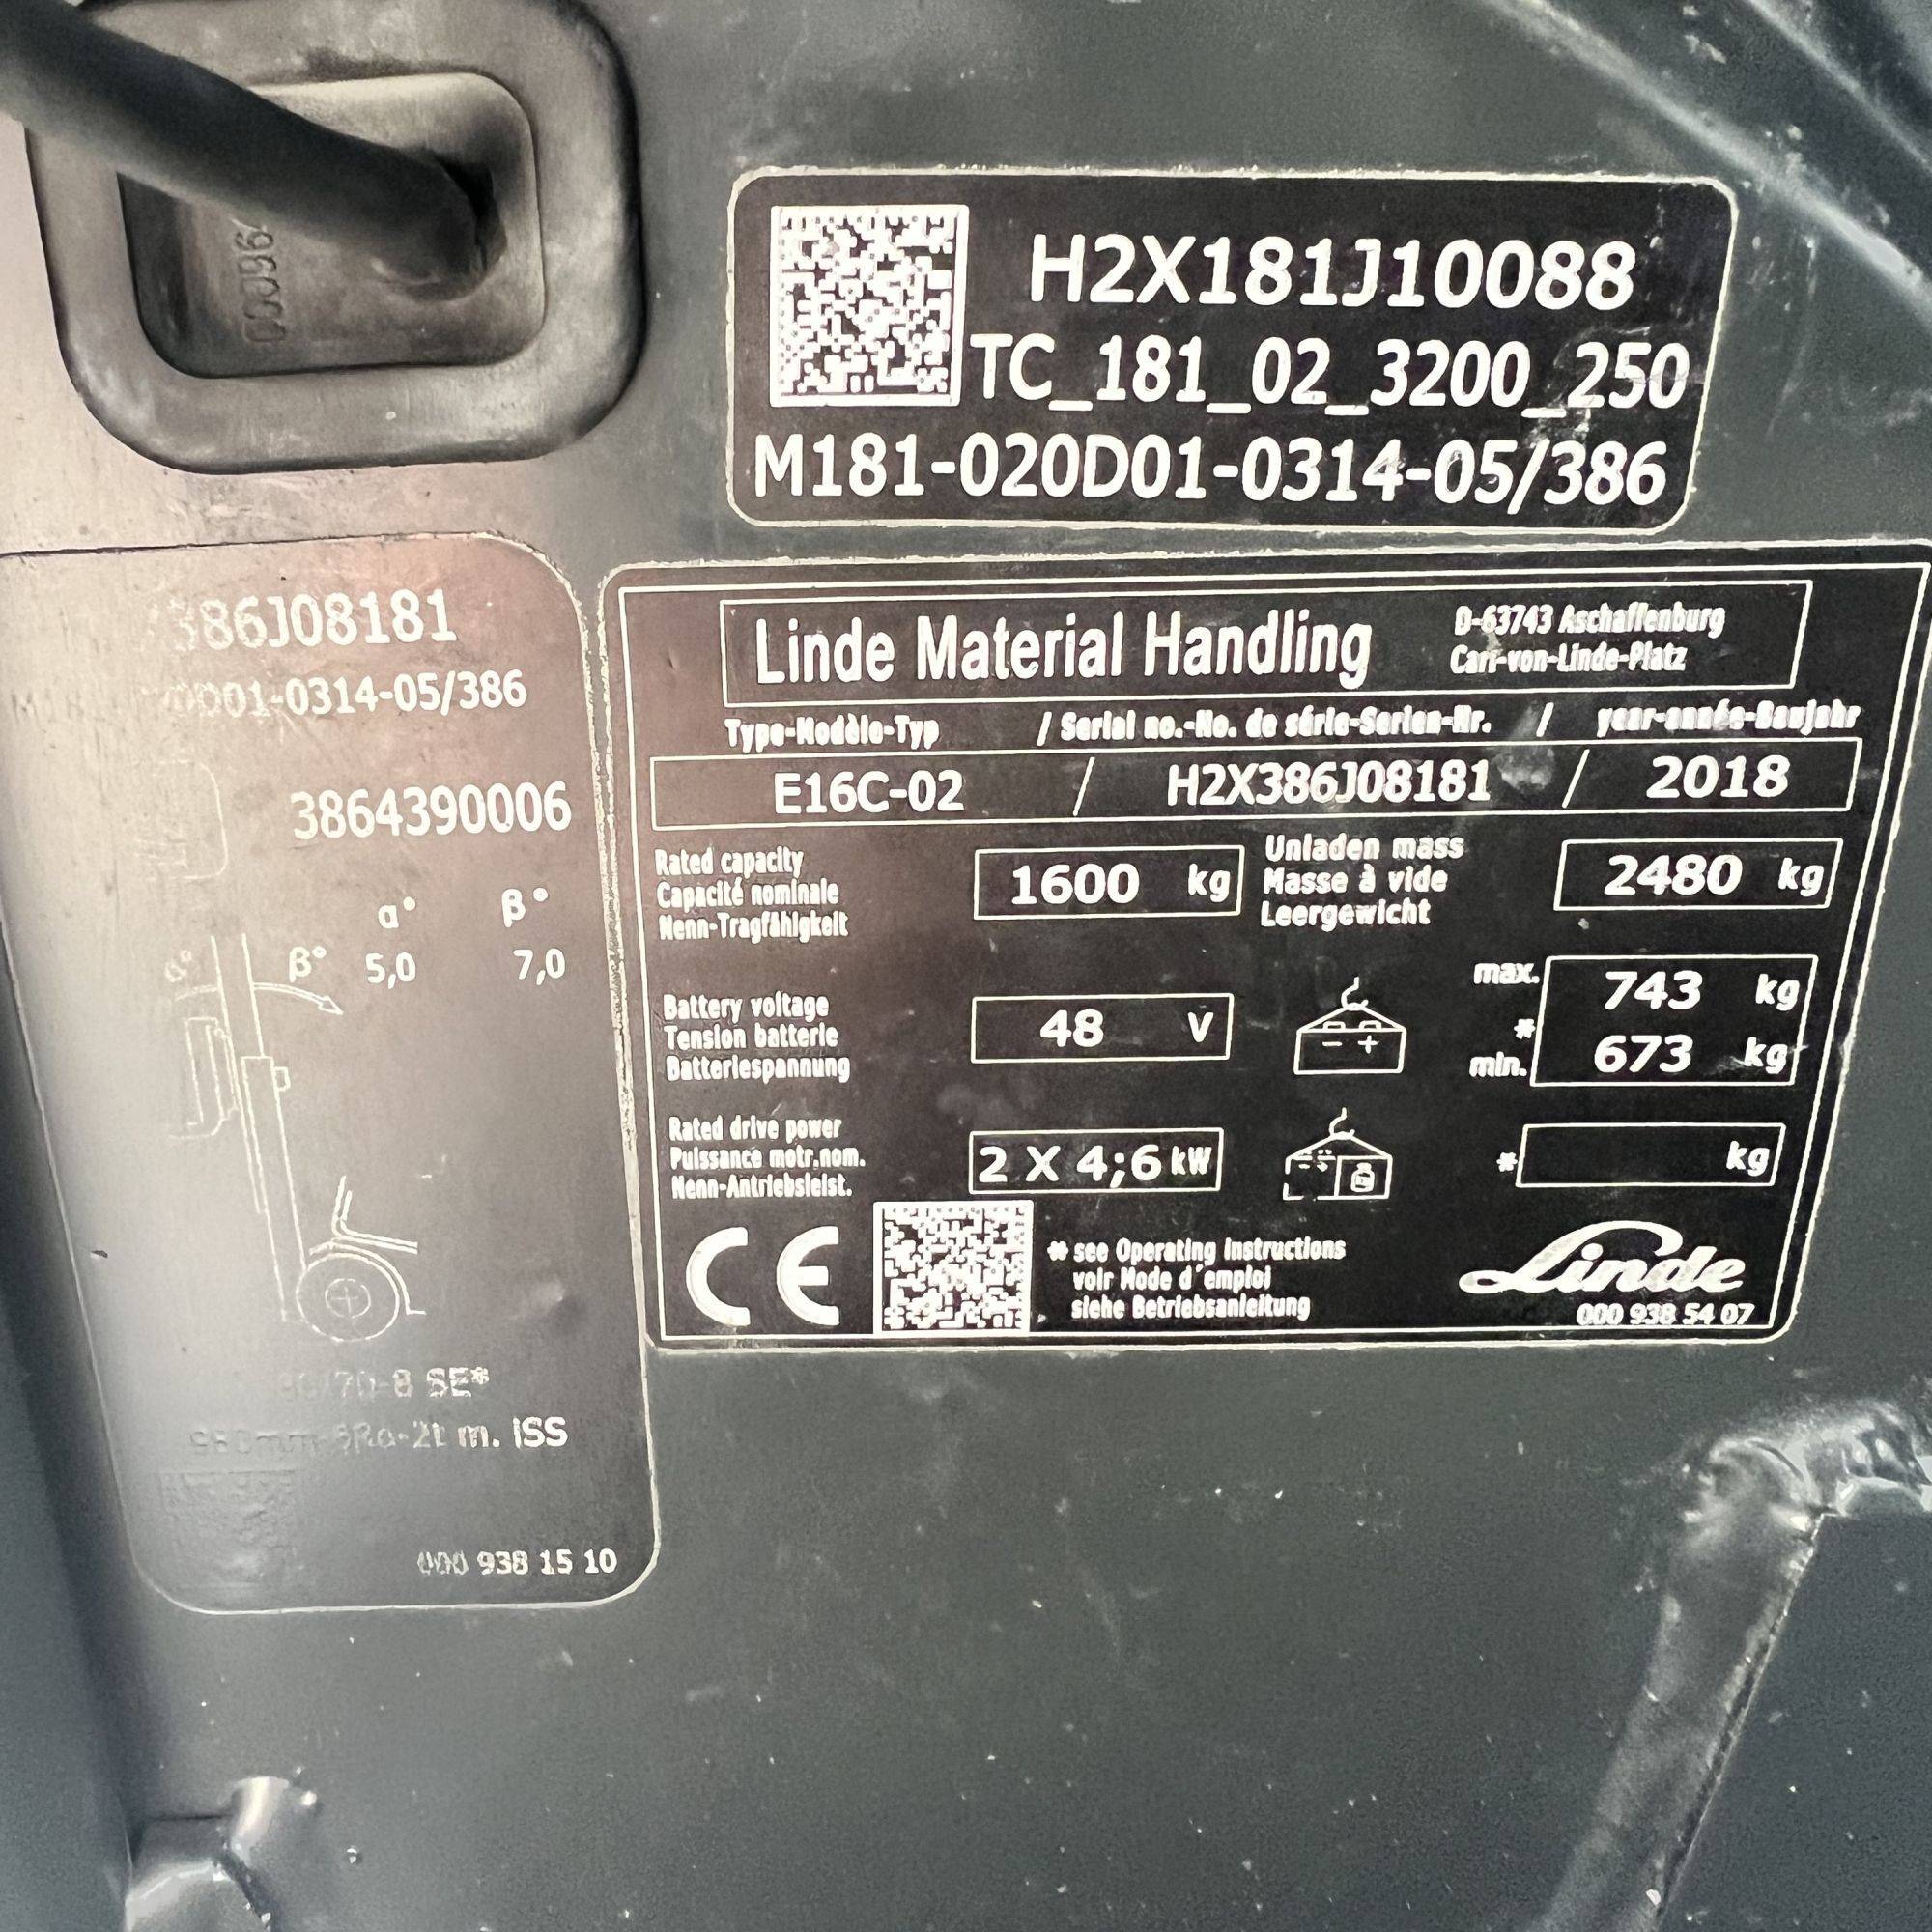 H2X181J10088
TC_181_02_3200_250
M181-020D01-0314-05/386
386J08181
0D01-0314-05/386
3864390006
α° β°
α° β° 5,0 7,0
70-8 SE*
m. ISS
000 938 15 10
Linde Material Handling
D-63743 Aschaffenburg
Carl-von-Linde-Platz
Type-Modèle-Typ / Serial no.-No. de série-Serien-Nr. / year-année-Baujahr
E16C-02 / H2X386J08181 / 2018
Rated capacity
Capacité nominale
Nenn-Tragfähigkeit
1600 kg
Unladen mass
Masse à vide
Leergewicht
2480 kg
Battery voltage
Tension batterie
Batteriespannung
48 V
- +
max. 743 kg
*
min. 673 kg
Rated drive power
Puissance motr.nom.
Nenn-Antriebsleist.
2 X 4;6 kW
* kg
CE
* see Operating instructions
voir Mode d'emploi
siehe Betriebsanleitung
Linde
000 938 54 07